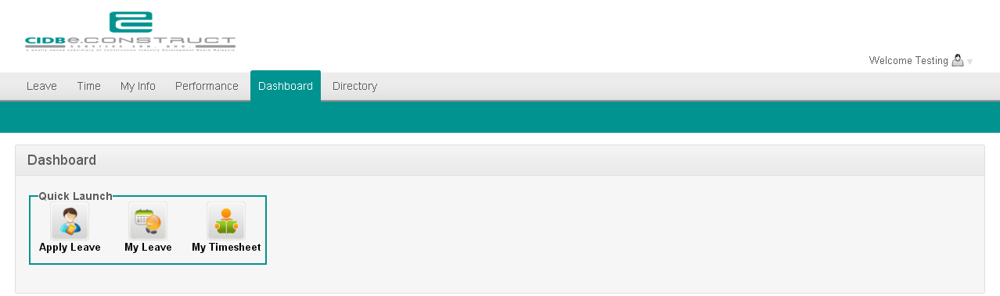 CIDB e.CONSTRUCT
SERVICES SDN. BHD.
a wholly owned subsidiary of Construction Industry Development Board Malaysia
Welcome Testing
Leave Time My Info Performance Dashboard Directory
Dashboard
Quick Launch
Apply Leave My Leave My Timesheet